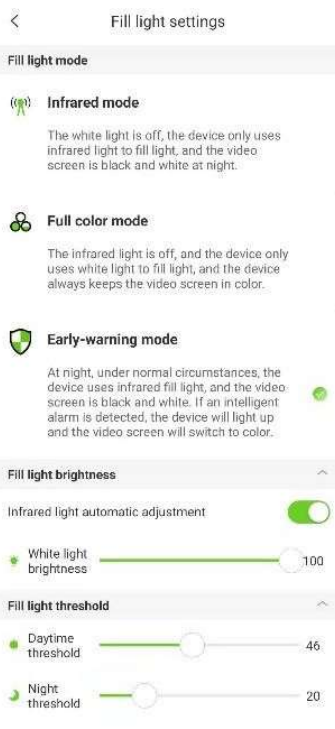 Fill light settings
Fill light mode
Infrared mode
The white light is off, the device only uses
infrared light to fill light, and the video
screen is black and white at night.
Full color mode
The infrared light is off, and the device only
uses white light to fill light, and the device
always keeps the video screen in color.
Early-warning mode
At night, under normal circumstances, the
device uses infrared fill light, and the video
screen is black and white. If an intelligent
alarm is detected, the device will light up
and the video screen will switch to color.
Fill light brightness
Infrared light automatic adjustment
White light
brightness
100
Fill light threshold
Daytime
threshold
46
Night
threshold
20